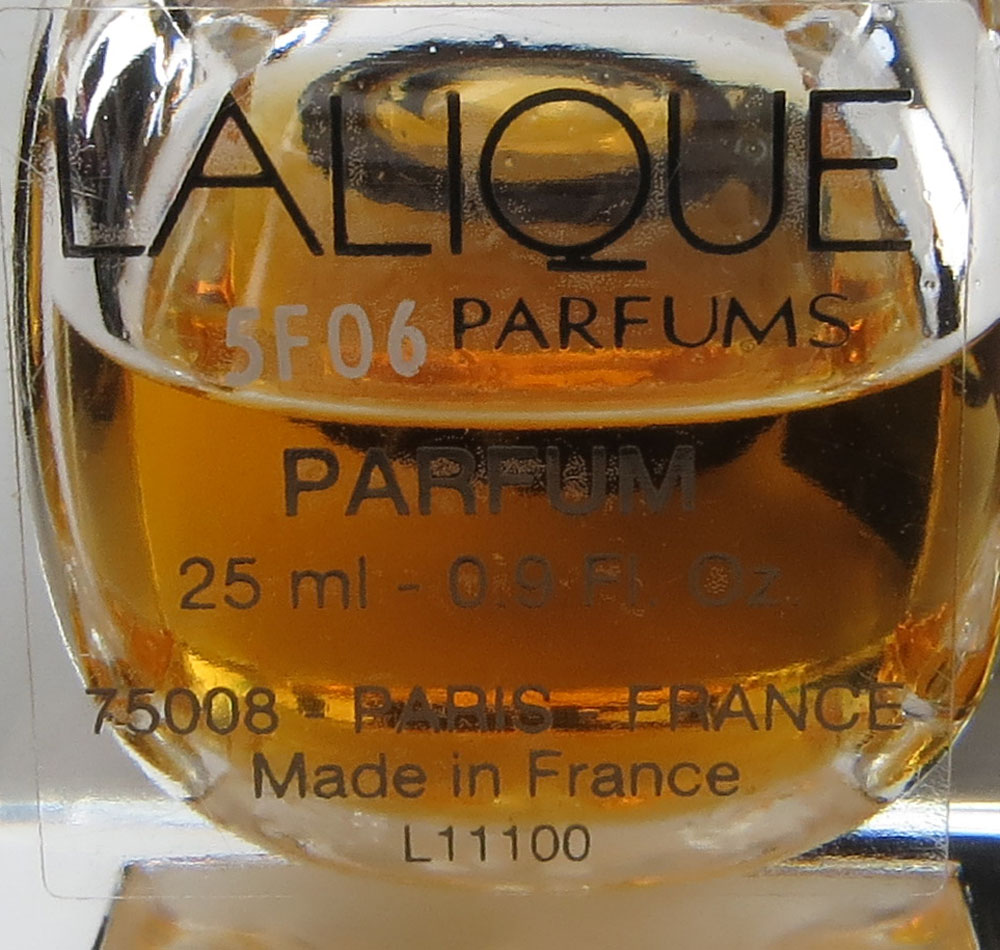 LALIQUE
5F06 PARFUMS
PARFUM
25 ml - 0.9 Fl. Oz.
75008 - PARIS - FRANCE
Made in France
L11100